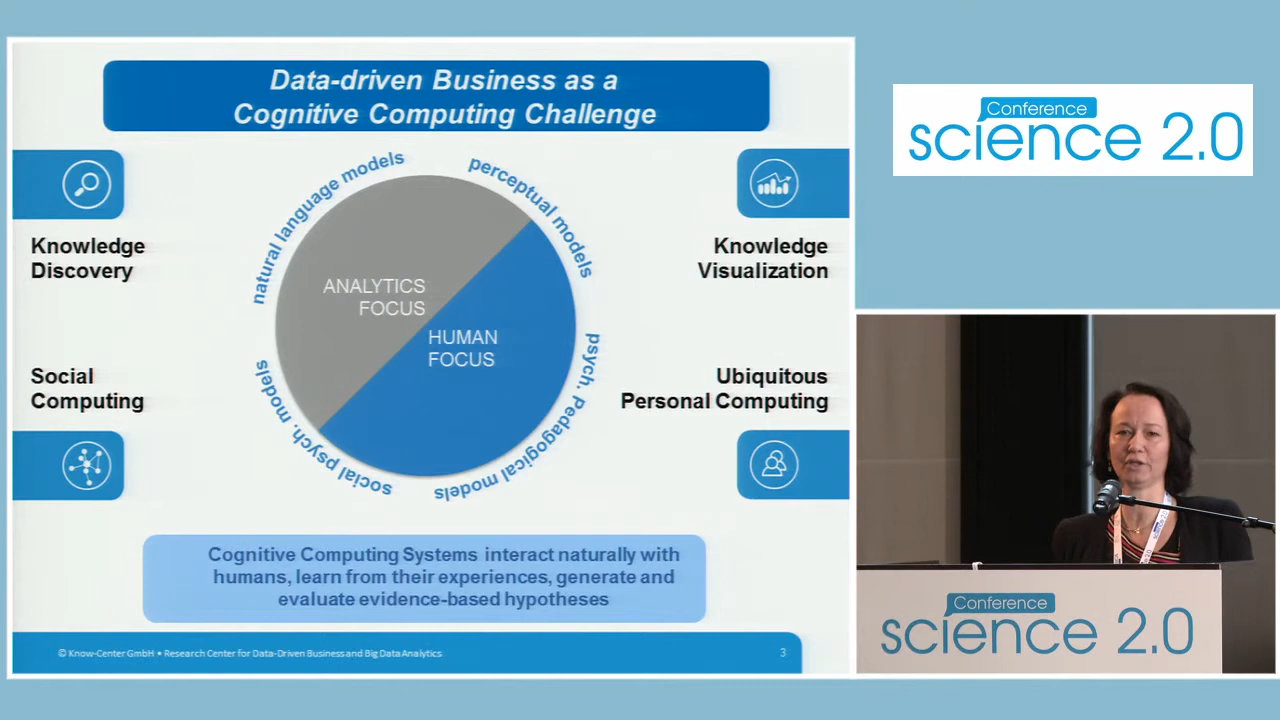 Data-driven Business as a
Cognitive Computing Challenge
Conference
science 2.0
natural language models
perceptual models
Knowledge
Discovery
Knowledge
Visualization
ANALYTICS
FOCUS
HUMAN
FOCUS
Social
Computing
Ubiquitous
Personal Computing
social psych. models
psych. Pedagogical models
Cognitive Computing Systems interact naturally with
humans, learn from their experiences, generate and
evaluate evidence-based hypotheses
© Know-Center GmbH • Research Center for Data-Driven Business and Big Data Analytics
3
Conference
science 2.0